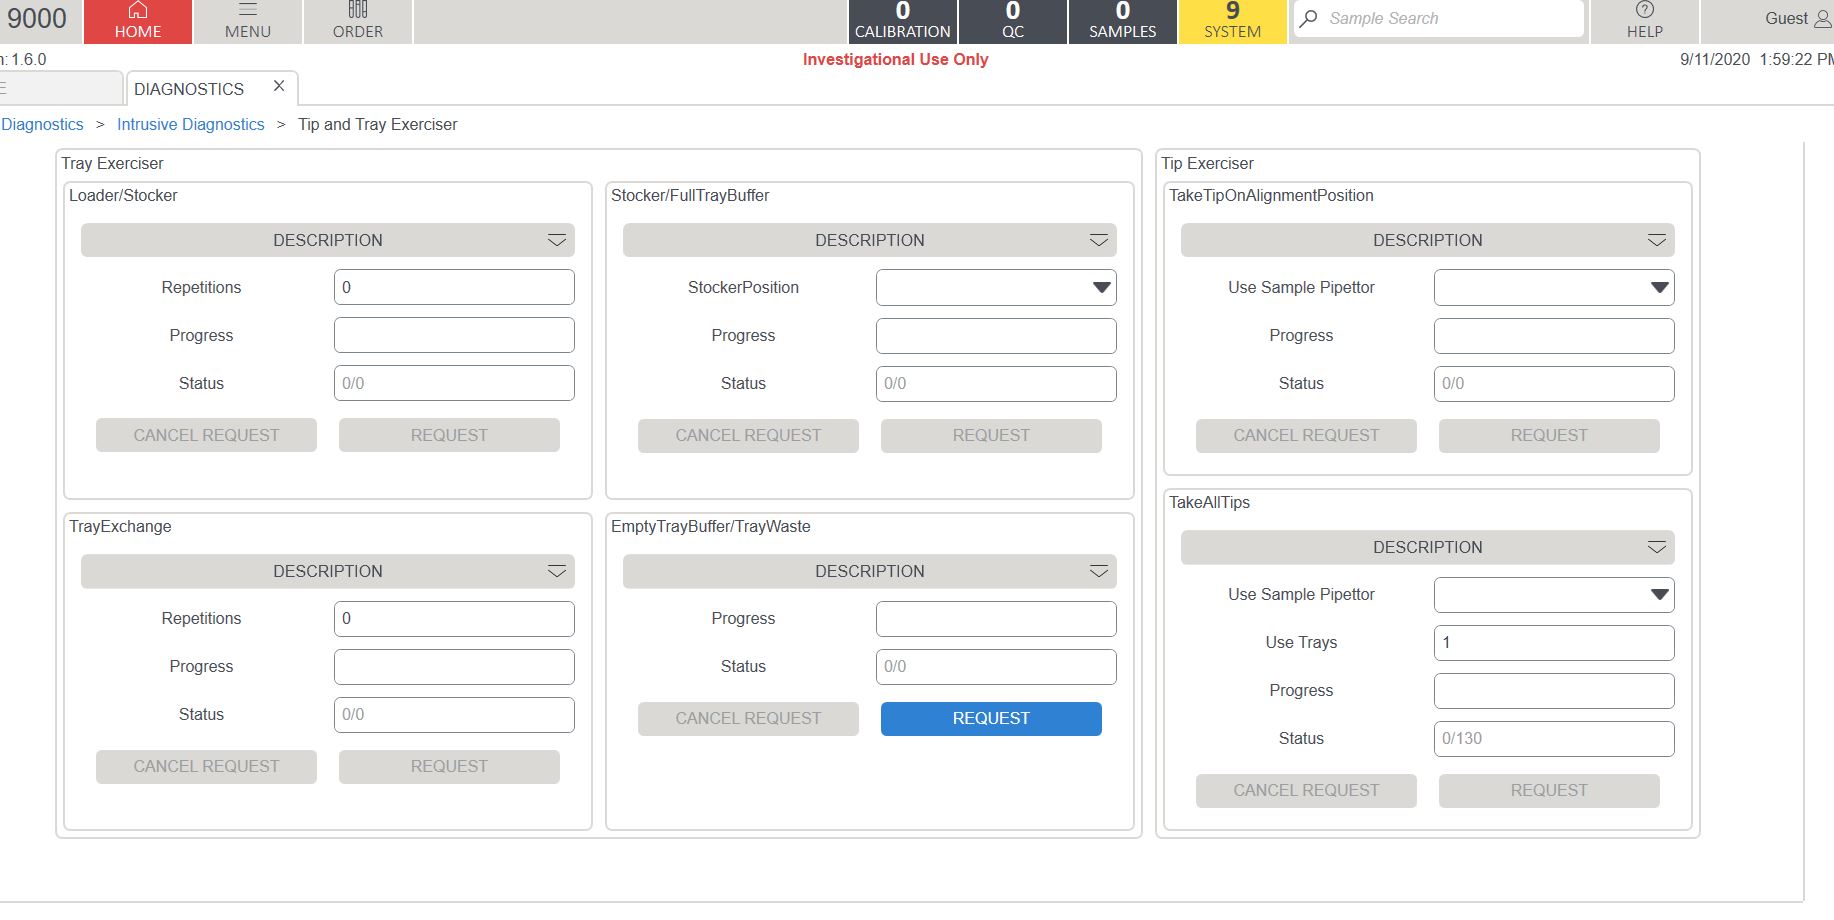 9000
HOME
MENU
ORDER
0
CALIBRATION
0
QC
0
SAMPLES
9
SYSTEM
Sample Search
HELP
Guest
: 1.6.0
Investigational Use Only
9/11/2020 1:59:22 PM
DIAGNOSTICS
Diagnostics > Intrusive Diagnostics > Tip and Tray Exerciser
Tray Exerciser
Loader/Stocker
DESCRIPTION
Repetitions 0
Progress
Status 0/0
CANCEL REQUEST REQUEST
Stocker/FullTrayBuffer
DESCRIPTION
StockerPosition
Progress
Status 0/0
CANCEL REQUEST REQUEST
TrayExchange
DESCRIPTION
Repetitions 0
Progress
Status 0/0
CANCEL REQUEST REQUEST
EmptyTrayBuffer/TrayWaste
DESCRIPTION
Progress
Status 0/0
CANCEL REQUEST REQUEST
Tip Exerciser
TakeTipOnAlignmentPosition
DESCRIPTION
Use Sample Pipettor
Progress
Status 0/0
CANCEL REQUEST REQUEST
TakeAllTips
DESCRIPTION
Use Sample Pipettor
Use Trays 1
Progress
Status 0/130
CANCEL REQUEST REQUEST